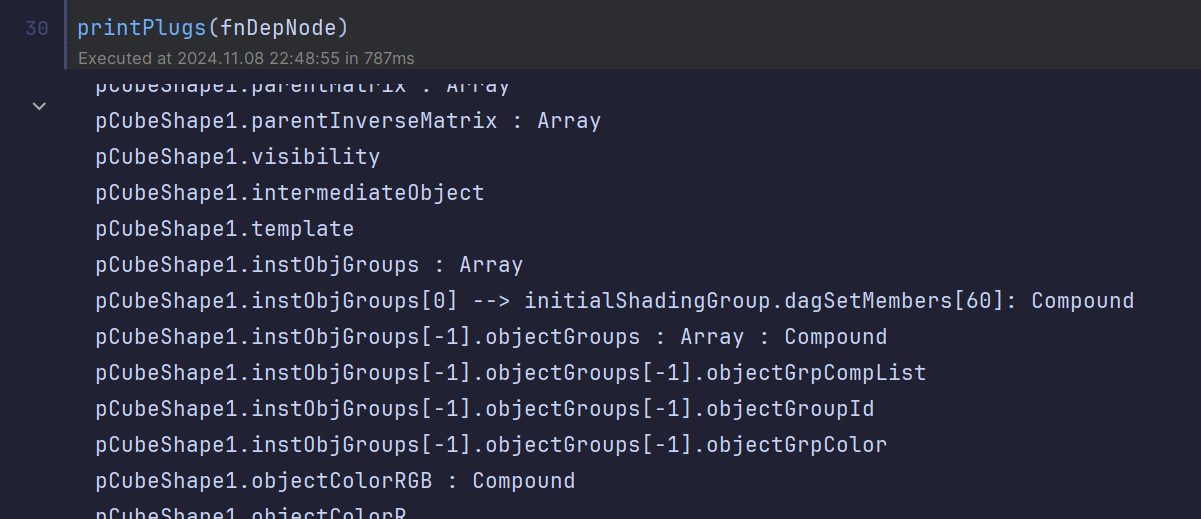 30 printPlugs(fnDepNode)
Executed at 2024.11.08 22:48:55 in 787ms
pCubeShape1.parentMatrix : Array
pCubeShape1.parentInverseMatrix : Array
pCubeShape1.visibility
pCubeShape1.intermediateObject
pCubeShape1.template
pCubeShape1.instObjGroups : Array
pCubeShape1.instObjGroups[0] --> initialShadingGroup.dagSetMembers[60]: Compound
pCubeShape1.instObjGroups[-1].objectGroups : Array : Compound
pCubeShape1.instObjGroups[-1].objectGroups[-1].objectGrpCompList
pCubeShape1.instObjGroups[-1].objectGroups[-1].objectGroupId
pCubeShape1.instObjGroups[-1].objectGroups[-1].objectGrpColor
pCubeShape1.objectColorRGB : Compound
pCubeShape1.objectColorR